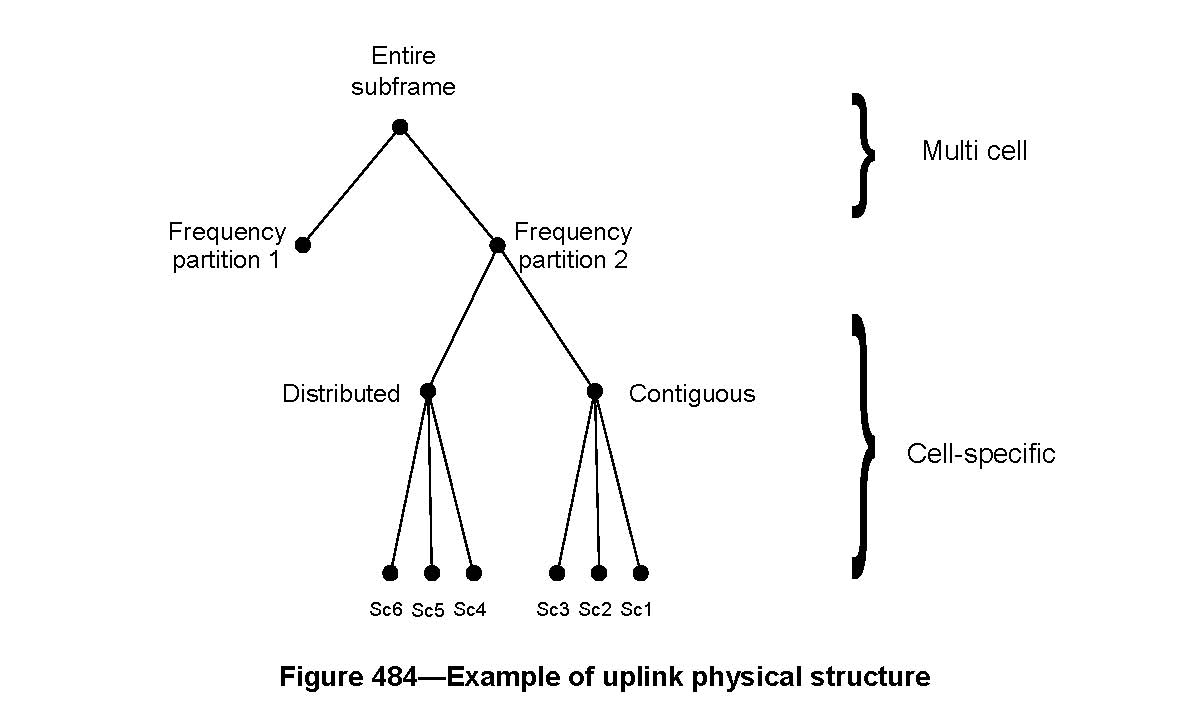 Entire
subframe
Multi cell
Frequency
partition 1
Frequency
partition 2
Distributed
Contiguous
Cell-specific
Sc6 Sc5 Sc4 Sc3 Sc2 Sc1
Figure 484—Example of uplink physical structure